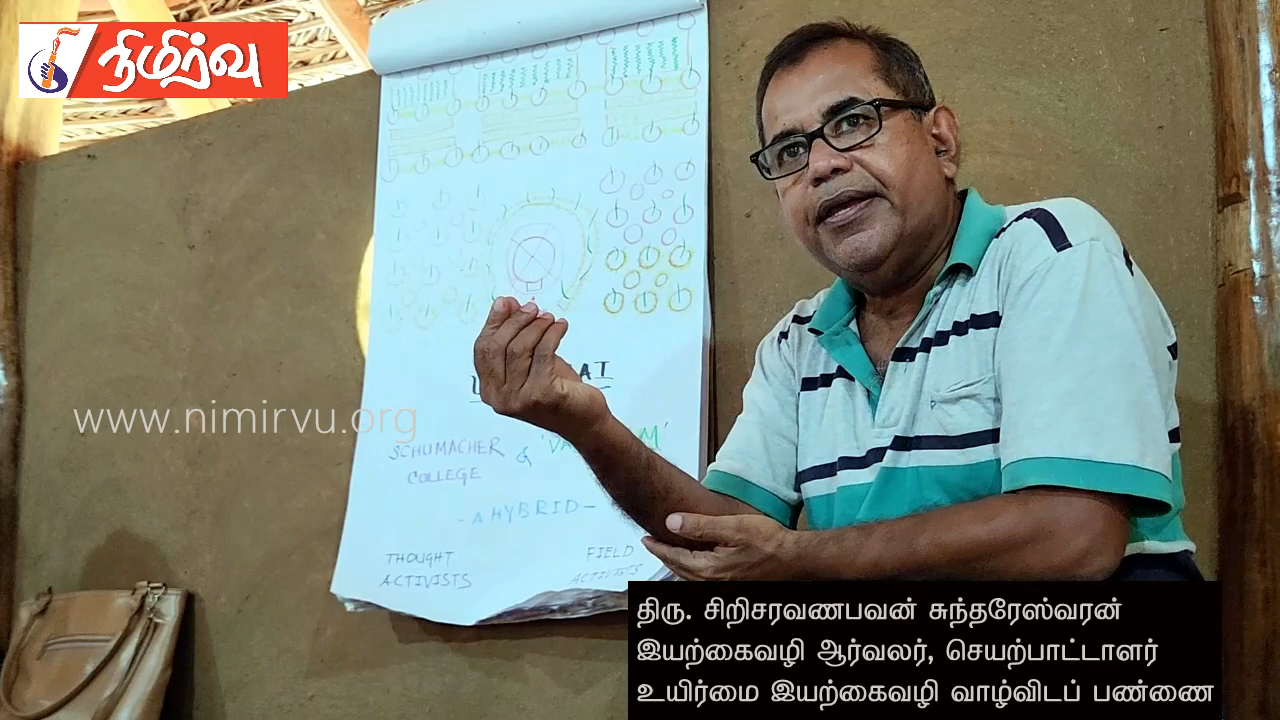 நிமிர்வு
www.nimirvu.org
SCHUMACHER &
COLLEGE
- A HYBRID -
THOUGHT FIELD
ACTIVISTS ACTIVISTS
திரு. சிறிசரவணபவன் சுந்தரேஸ்வரன்
இயற்கைவழி ஆர்வலர், செயற்பாட்டாளர்
உயிர்மை இயற்கைவழி வாழ்விடப் பண்ணை